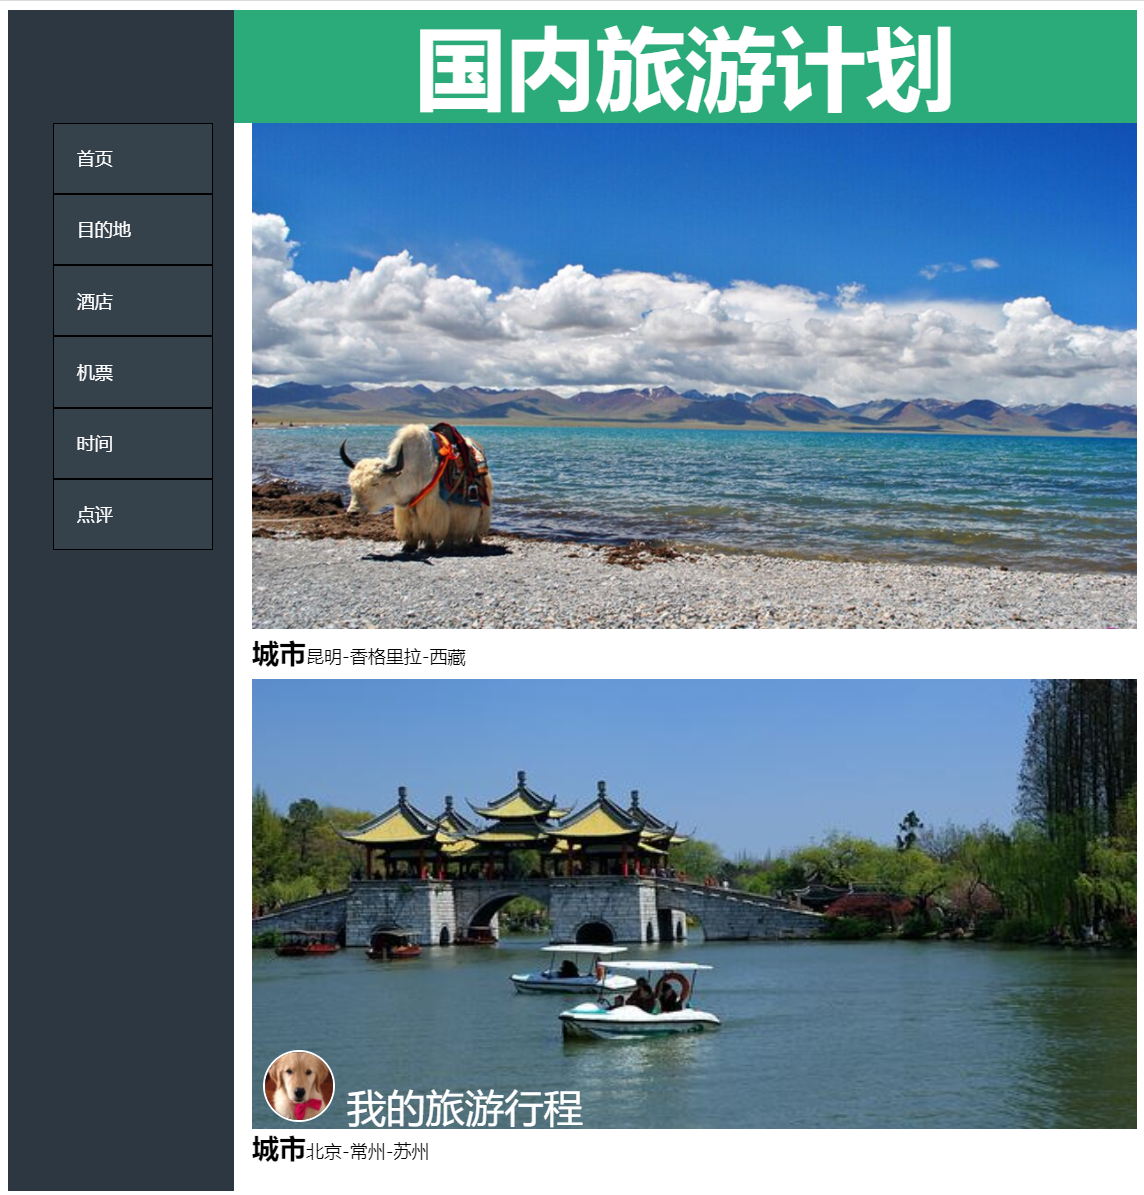 国内旅游计划
首页
目的地
酒店
机票
时间
点评
城市昆明-香格里拉-西藏
我的旅游行程
城市北京-常州-苏州